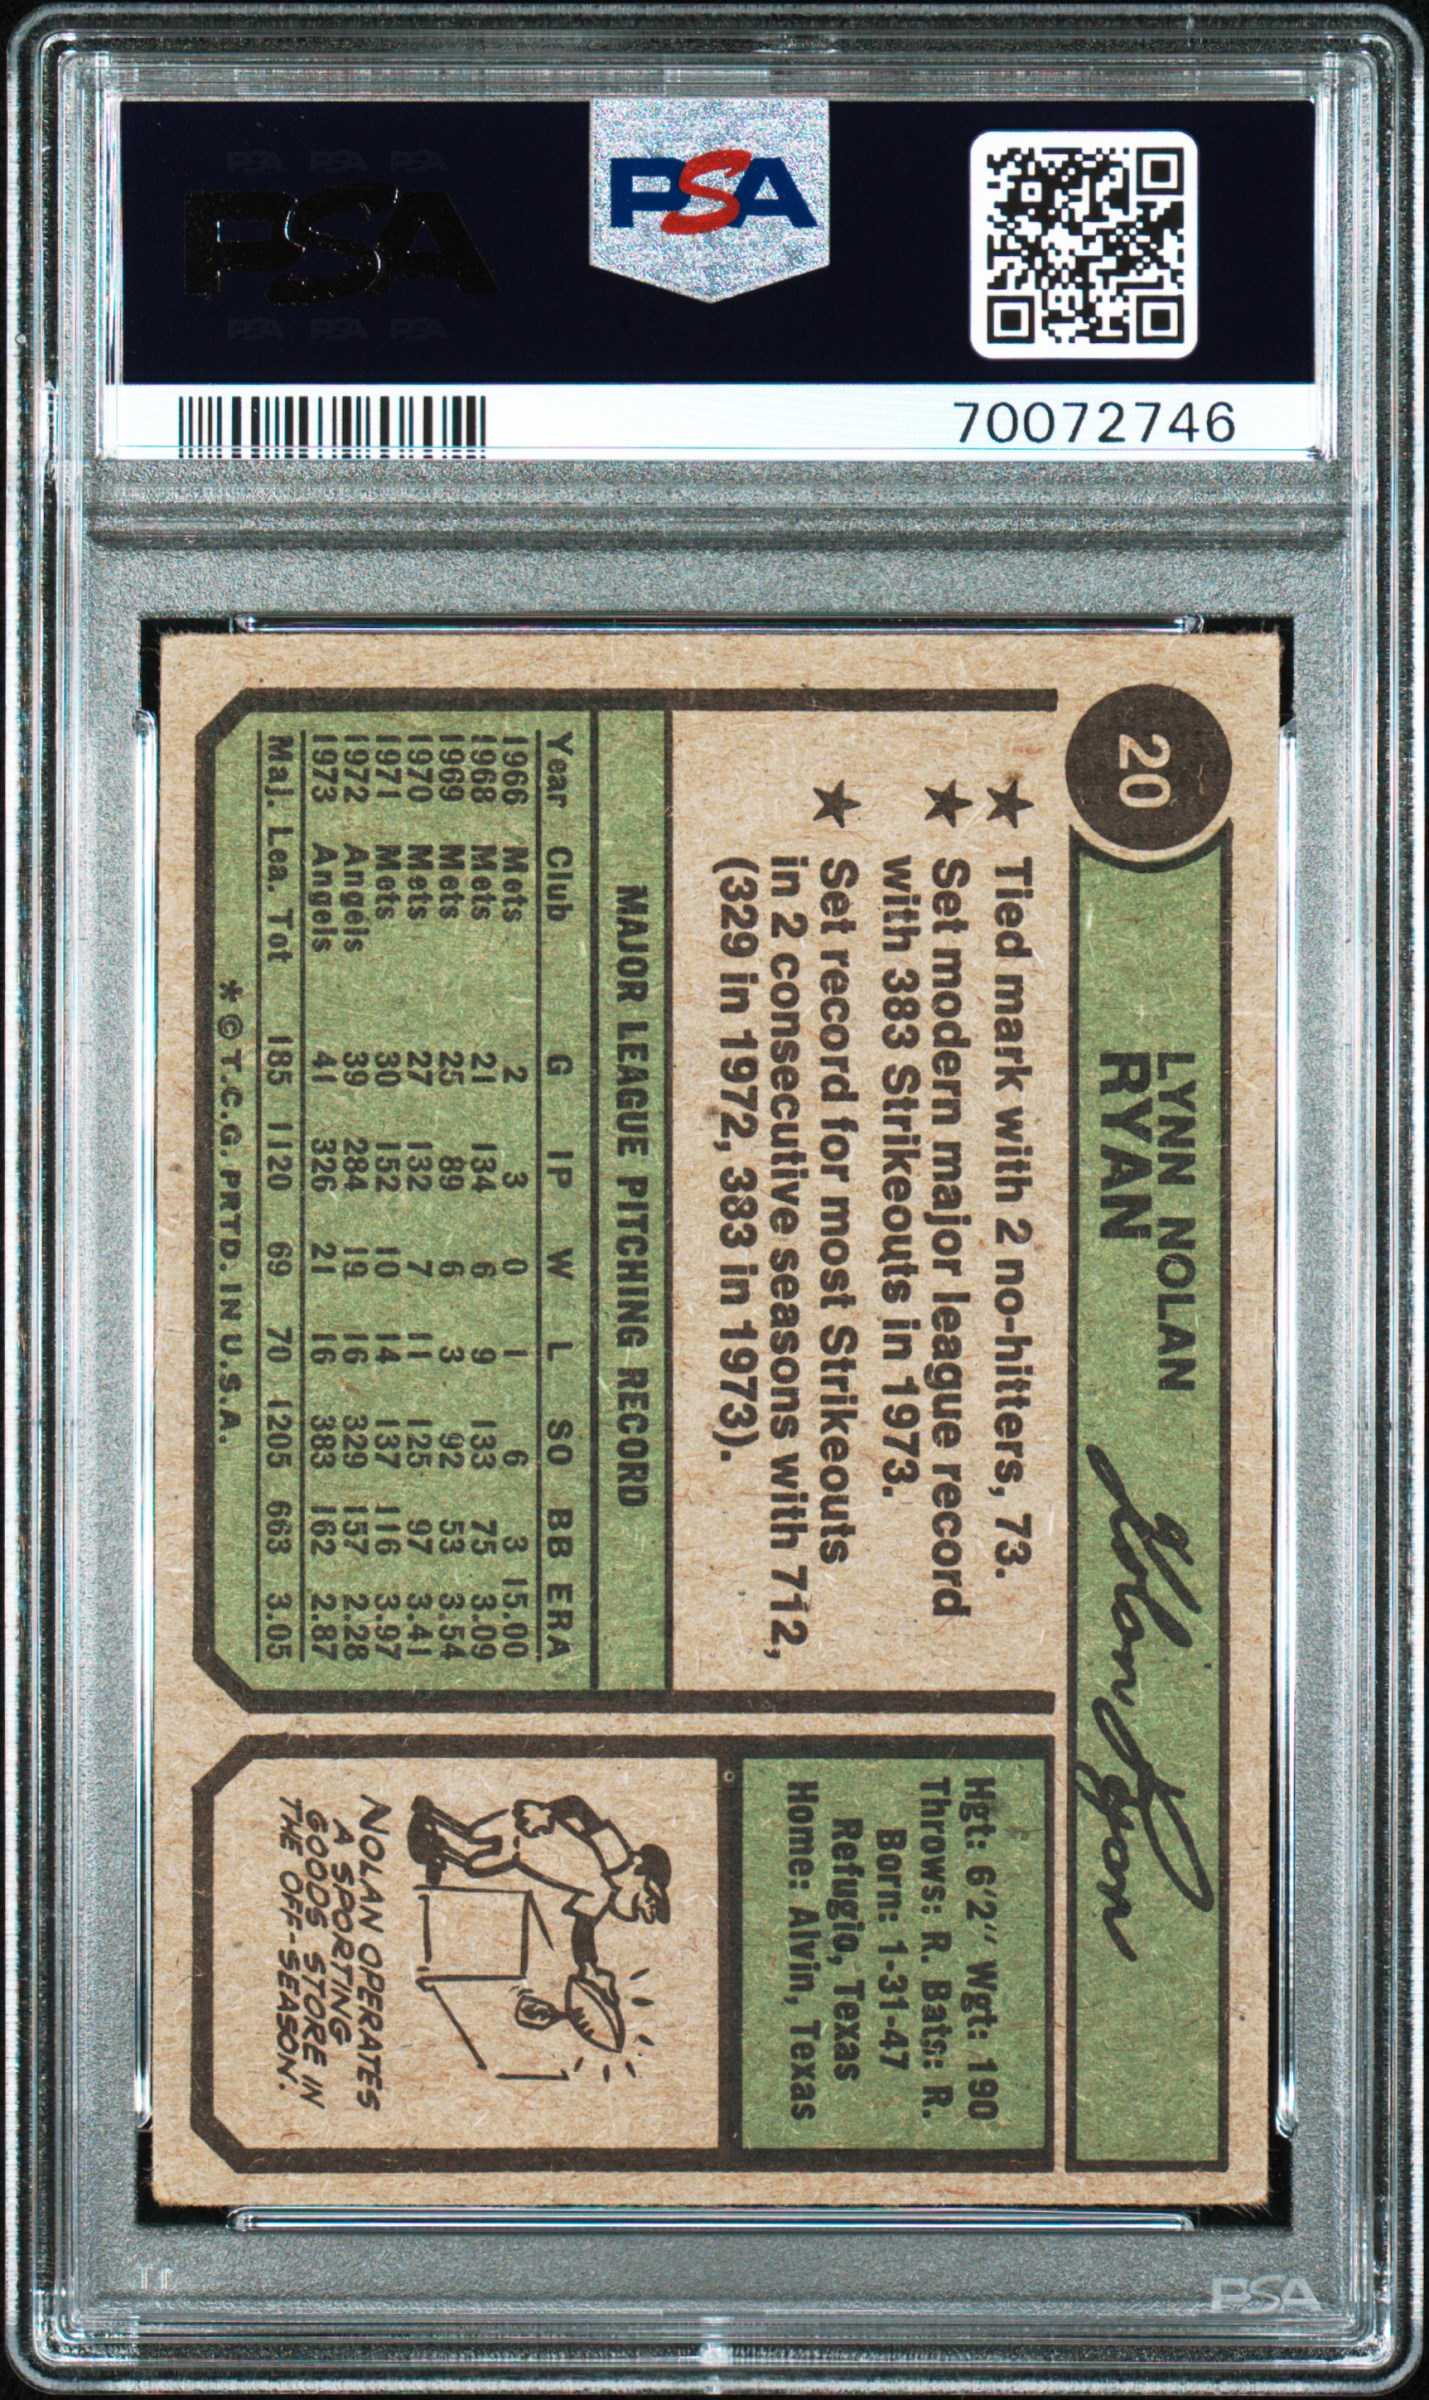 PSA PSA PSA
PSA
PSA PSA PSA
PSA
70072746
20
LYNN NOLAN
RYAN
Nolan Ryan
★ Tied mark with 2 no-hitters, 73.
★ Set modern major league record
with 383 Strikeouts in 1973.
★ Set record for most Strikeouts
in 2 consecutive seasons with 712,
(329 in 1972, 383 in 1973).
MAJOR LEAGUE PITCHING RECORD
Year Club G IP W L SO BB ERA
1966 Mets 2 3 0 1 6 3 15.00
1968 Mets 21 134 6 9 133 75 3.09
1969 Mets 25 89 6 3 92 53 3.54
1970 Mets 27 132 7 11 125 97 3.41
1971 Mets 30 152 10 14 137 116 3.97
1972 Angels 39 284 19 16 329 157 2.28
1973 Angels 41 326 21 16 383 162 2.87
Maj. Lea. Tot 185 1120 69 70 1205 663 3.05
*©T.C.G. PRTD. IN U.S.A.
Hgt: 6'2" Wgt: 190
Throws: R. Bats: R.
Born: 1-31-47
Refugio, Texas
Home: Alvin, Texas
$
NOLAN OPERATES
A SPORTING
GOODS STORE IN
THE OFF-SEASON.
PSA